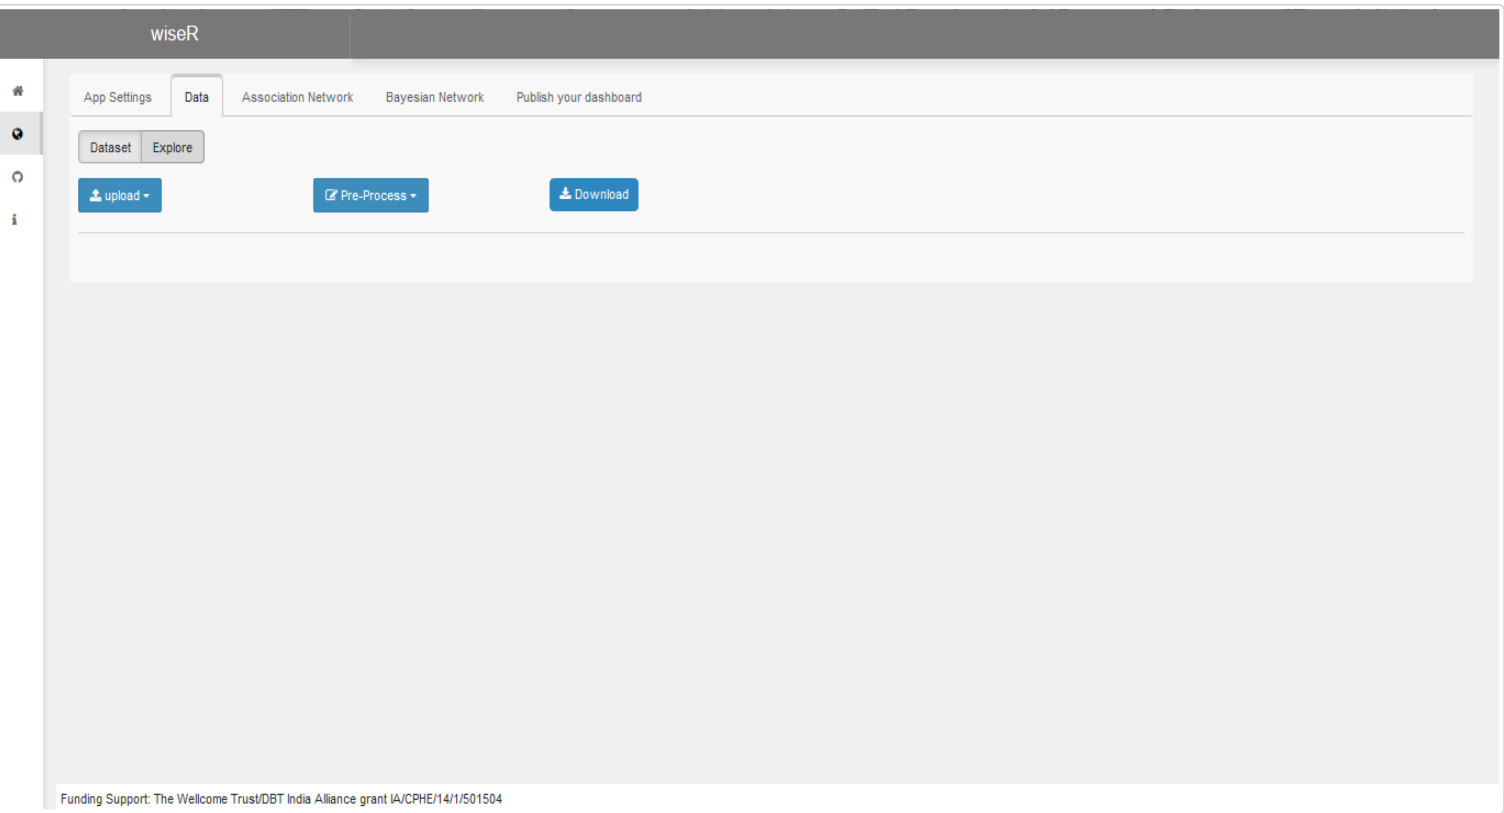 wiseR
App Settings Data Association Network Bayesian Network Publish your dashboard
Dataset Explore
upload Pre-Process Download
Funding Support: The Wellcome Trust/DBT India Alliance grant IA/CPHE/14/1/501504